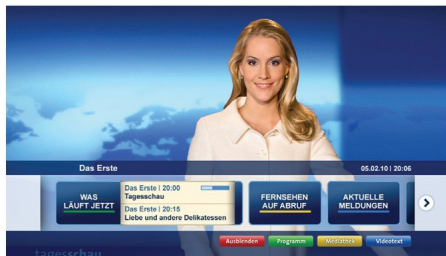 Das Erste
05.02.10 | 20:06
WAS
LÄUFT JETZT
Das Erste | 20:00
Tagesschau
Das Erste | 20:15
Liebe und andere Delikatessen
FERNSEHEN
AUF ABRUF
AKTUELLE
MELDUNGEN
Ausblenden
Programm
Mediathek
Videotext
tagesschau